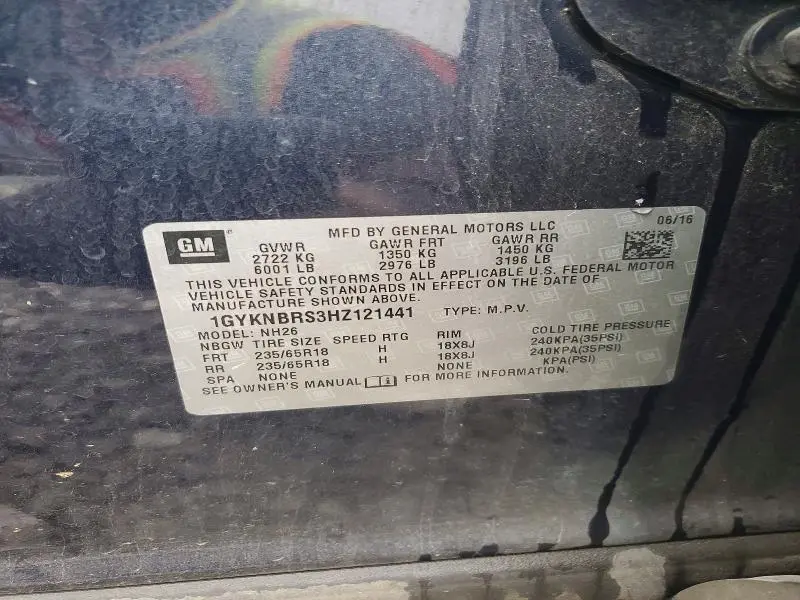 GM ® MFD BY GENERAL MOTORS LLC 06/16
GVWR GAWR FRT GAWR RR
2722 KG 1350 KG 1450 KG
6001 LB 2976 LB 3196 LB
THIS VEHICLE CONFORMS TO ALL APPLICABLE U.S. FEDERAL MOTOR
VEHICLE SAFETY STANDARDS IN EFFECT ON THE DATE OF
MANUFACTURE SHOWN ABOVE.
1GYKNBRS3HZ121441 TYPE: M.P.V.
MODEL: NH26
NBGW TIRE SIZE SPEED RTG RIM COLD TIRE PRESSURE
FRT 235/65R18 H 18X8J 240KPA(35PSI)
RR 235/65R18 H 18X8J 240KPA(35PSI)
SPA NONE NONE KPA(PSI)
SEE OWNER'S MANUAL i FOR MORE INFORMATION.